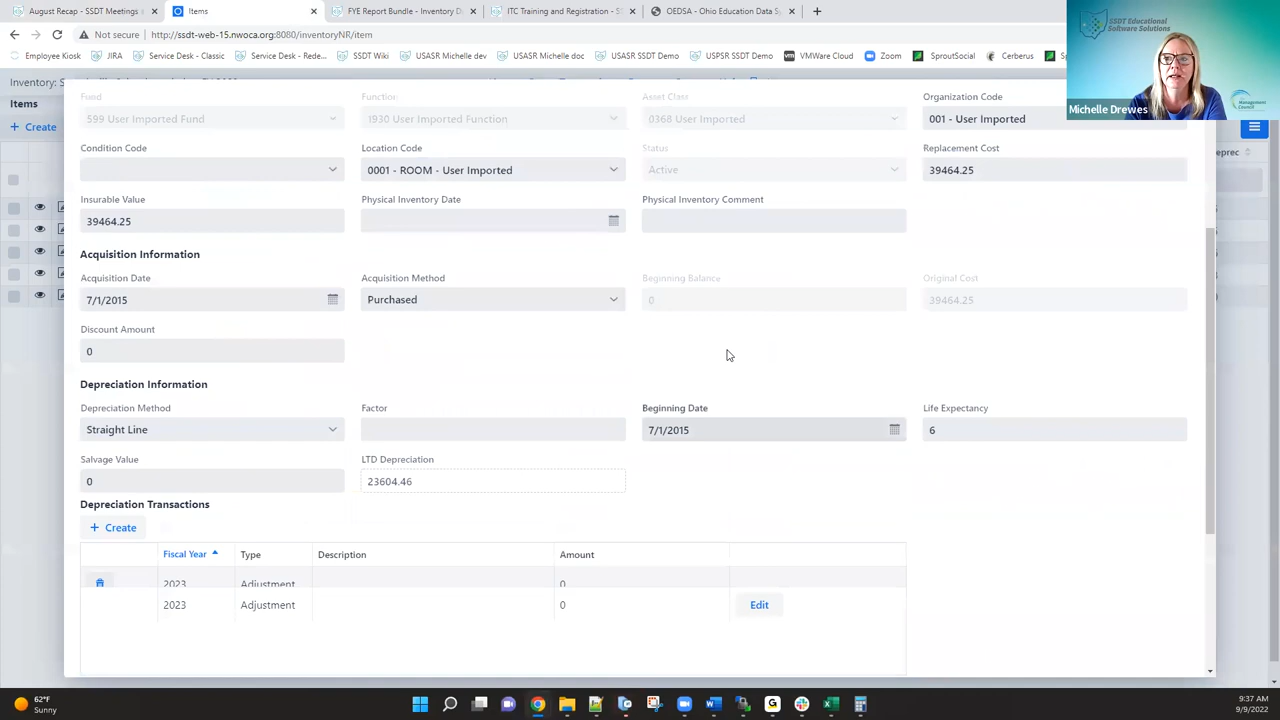 August Recap - SSDT Meetings
Items
FYE Report Bundle - Inventory D
ITC Training and Registration - S
OEDSA - Ohio Education Data Sy
Not secure
http://ssdt-web-15.nwoca.org:8080/inventoryNR/item
Employee Kiosk
JIRA
Service Desk - Classic
Service Desk - Rede...
SSDT Wiki
USASR Michelle dev
USASR Michelle doc
USASR SSDT Demo
USPSR SSDT Demo
VMWare Cloud
Zoom
SproutSocial
Cerberus
SSDT Educational
Software Solutions
Management
Council
Michelle Drewes
Items
Create
Fund
Function
Asset Class
Organization Code
599 User Imported Fund
1930 User Imported Function
0368 User Imported
001 - User Imported
Condition Code
Location Code
Status
Replacement Cost
0001 - ROOM - User Imported
Active
39464.25
Insurable Value
Physical Inventory Date
Physical Inventory Comment
39464.25
Acquisition Information
Acquisition Date
Acquisition Method
Beginning Balance
Original Cost
7/1/2015
Purchased
0
39464.25
Discount Amount
0
Depreciation Information
Depreciation Method
Factor
Beginning Date
Life Expectancy
Straight Line
7/1/2015
6
Salvage Value
LTD Depreciation
0
23604.46
Depreciation Transactions
Create
Fiscal Year
Type
Description
Amount
2023
Adjustment
0
2023
Adjustment
0
Edit
62°F
Sunny
9:37 AM
9/9/2022